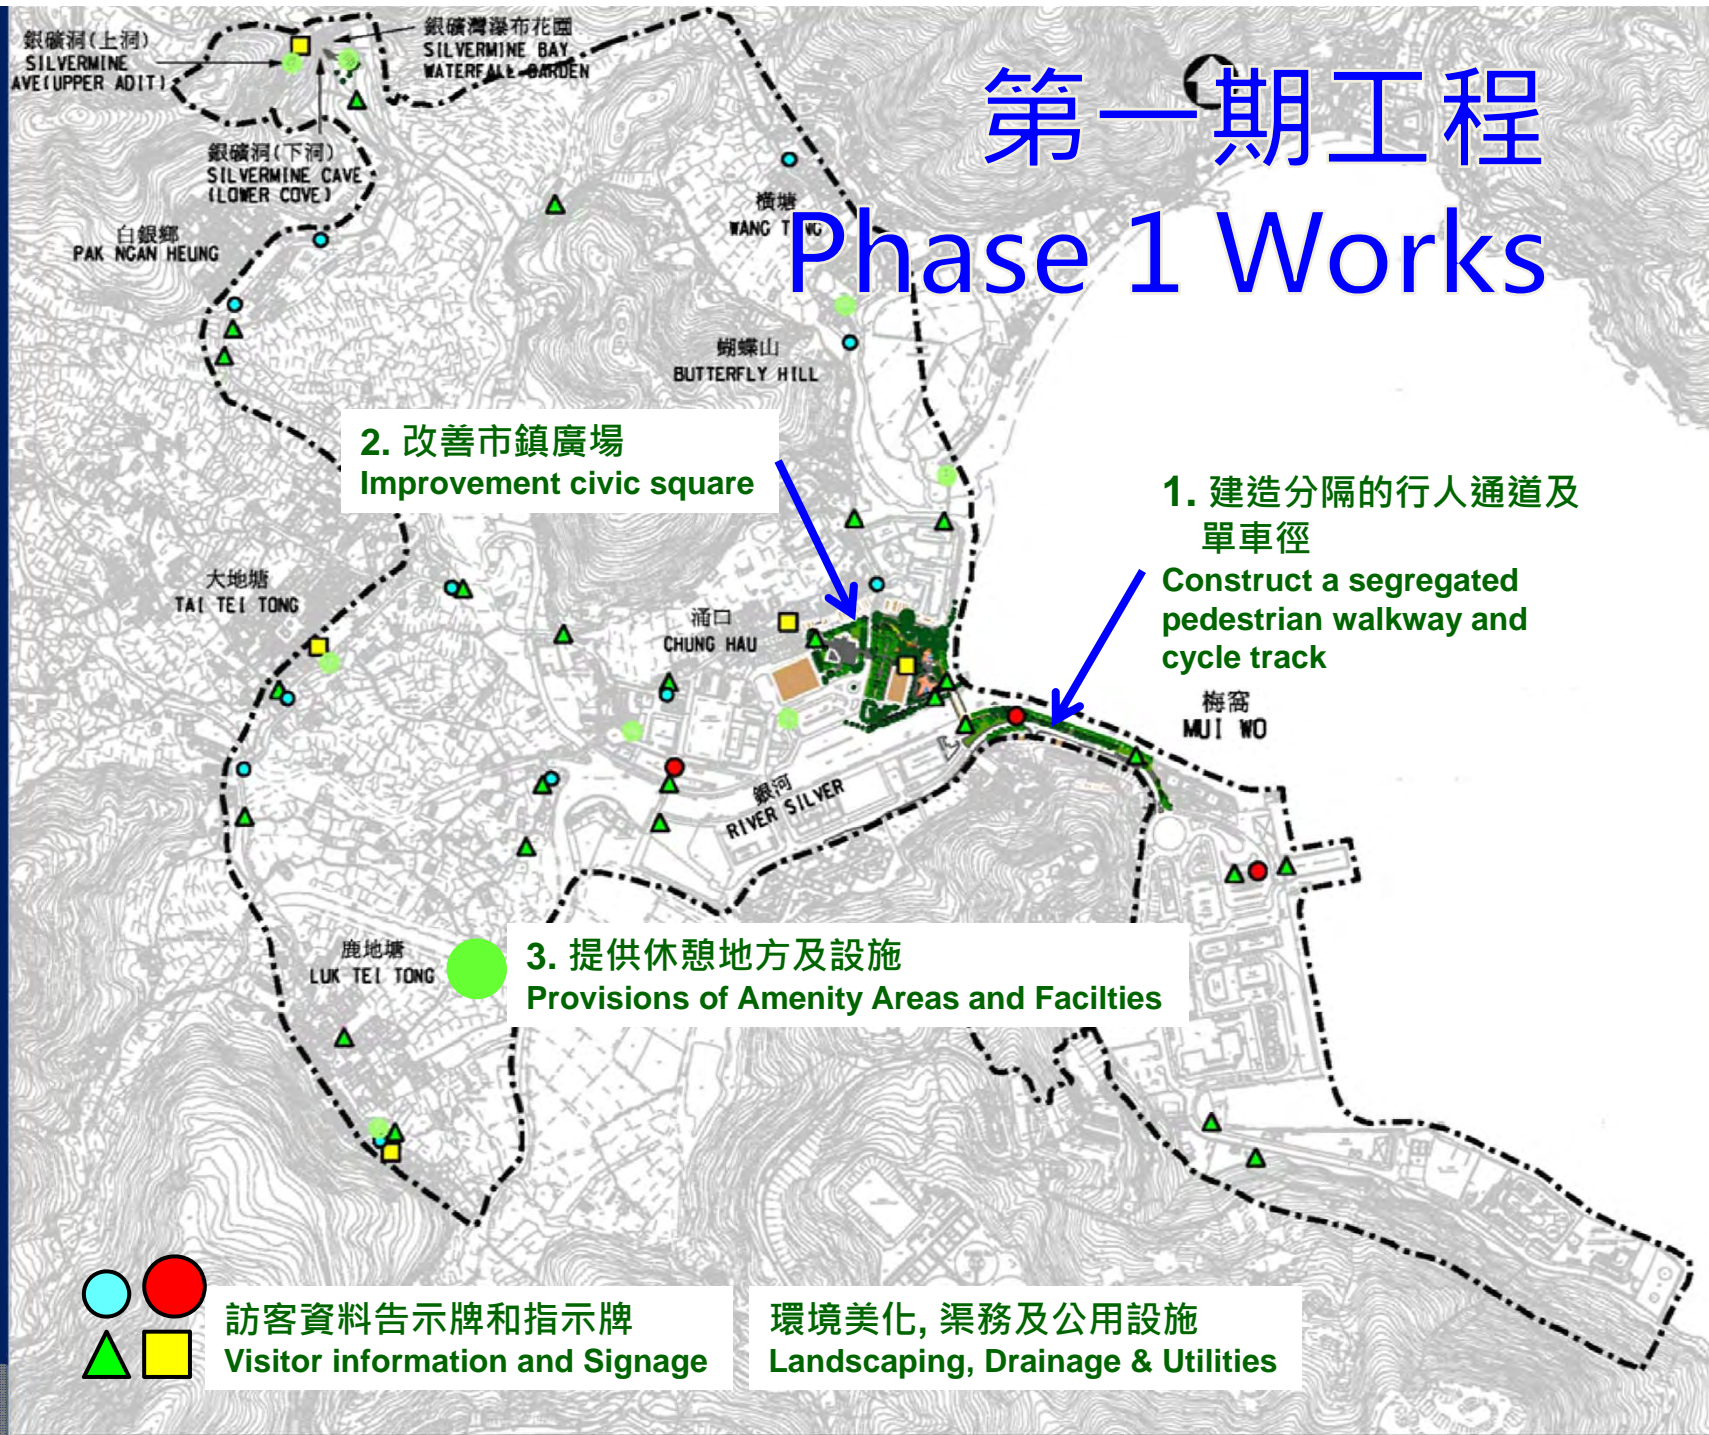 銀礦洞(上洞)
SILVERMINE
AVE(UPPER ADIT)
銀礦灣瀑布花園
SILVERMINE BAY
WATERFALL GARDEN
第一期工程
Phase 1 Works
銀礦洞(下洞)
SILVERMINE CAVE
(LOWER COVE)
橫塘
WANG T NG
白銀鄉
PAK NGAN HEUNG
蝴蝶山
BUTTERFLY HILL
2. 改善市鎮廣場
Improvement civic square
1. 建造分隔的行人通道及
單車徑
Construct a segregated
pedestrian walkway and
cycle track
大地塘
TAI TEI TONG
涌口
CHUNG HAU
梅窩
MUI WO
銀河
RIVER SILVER
鹿地塘
LUK TEI TONG
3. 提供休憩地方及設施
Provisions of Amenity Areas and Facilties
訪客資料告示牌和指示牌
Visitor information and Signage
環境美化, 渠務及公用設施
Landscaping, Drainage & Utilities